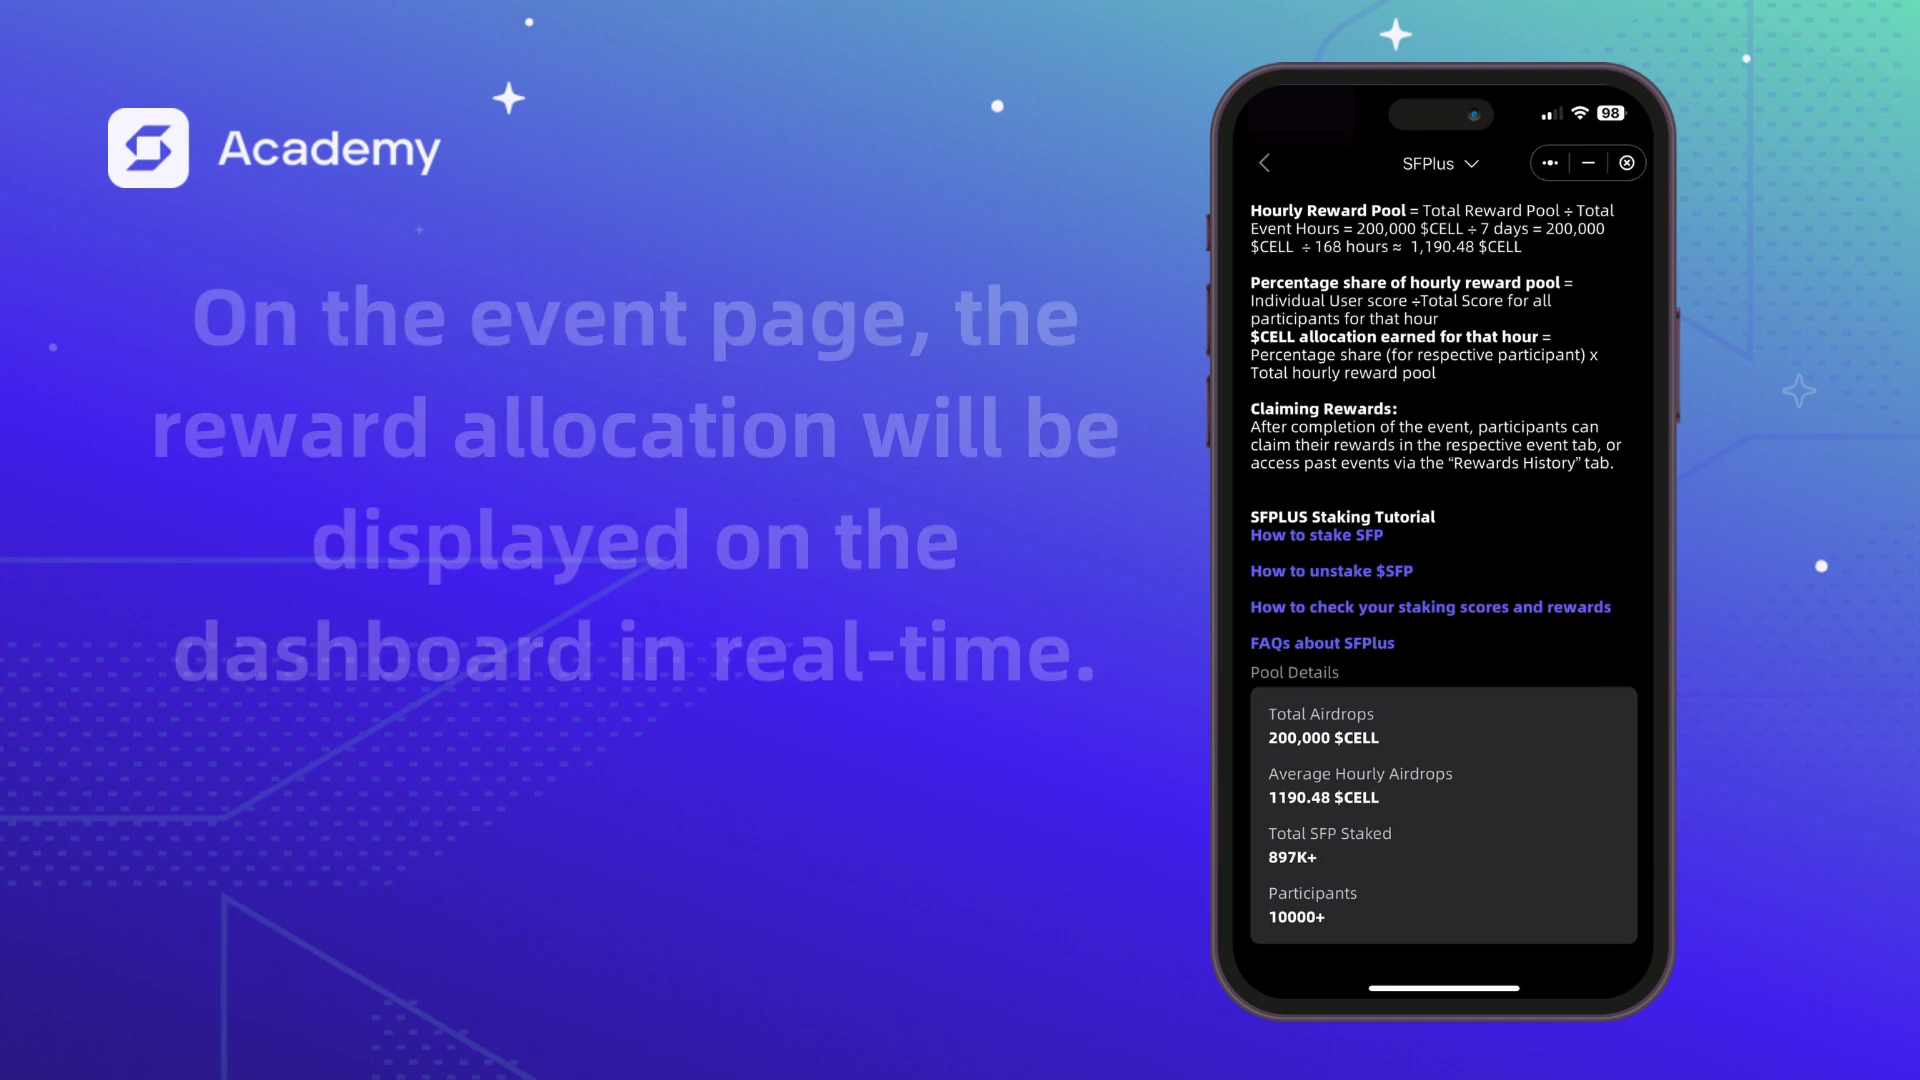 Academy
On the event page, the
reward allocation will be
displayed on the
dashboard in real-time.
98
SFPlus
Hourly Reward Pool = Total Reward Pool ÷ Total
Event Hours = 200,000 $CELL ÷ 7 days = 200,000
$CELL ÷ 168 hours ≈ 1,190.48 $CELL
Percentage share of hourly reward pool =
Individual User score ÷Total Score for all
participants for that hour
$CELL allocation earned for that hour =
Percentage share (for respective participant) x
Total hourly reward pool
Claiming Rewards:
After completion of the event, participants can
claim their rewards in the respective event tab, or
access past events via the “Rewards History” tab.
SFPLUS Staking Tutorial
How to stake SFP
How to unstake $SFP
How to check your staking scores and rewards
FAQs about SFPlus
Pool Details
Total Airdrops
200,000 $CELL
Average Hourly Airdrops
1190.48 $CELL
Total SFP Staked
897K+
Participants
10000+